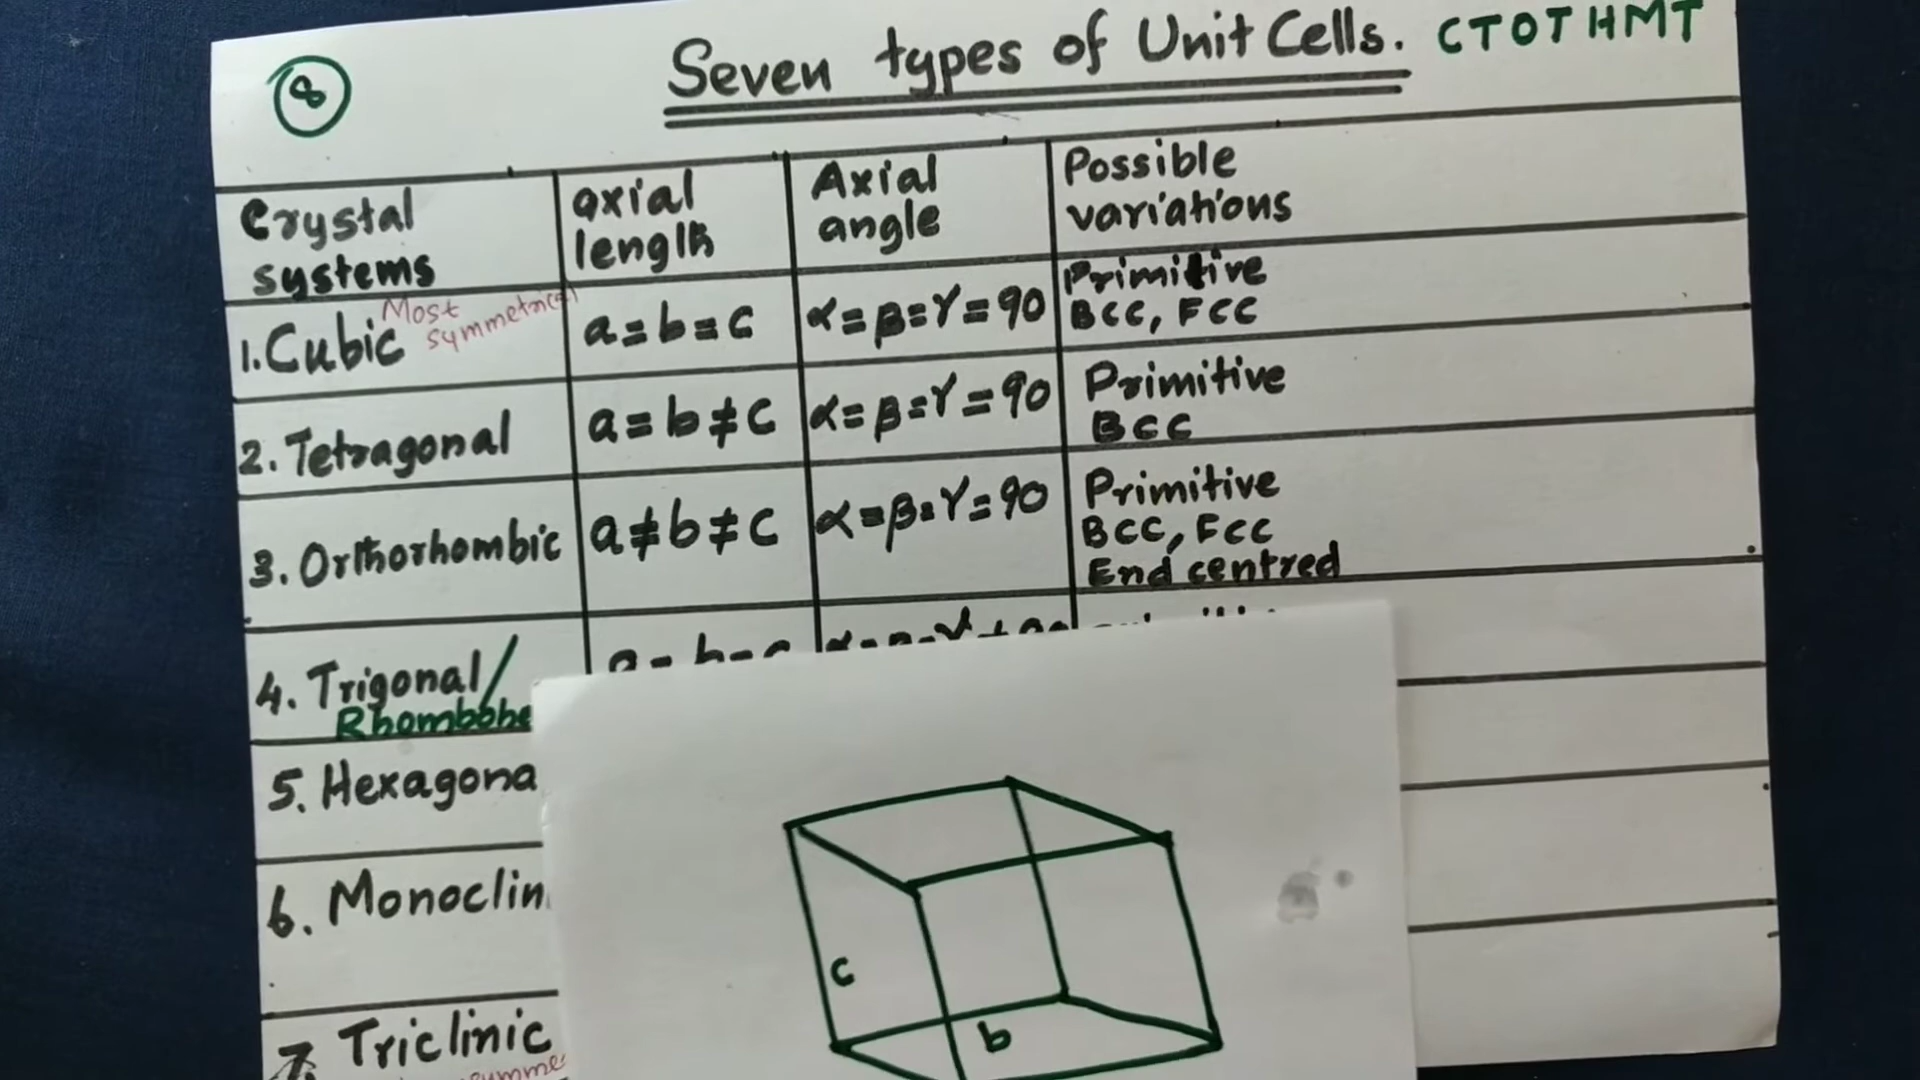 8
Seven types of Unit Cells. CTOTHMT
Crystal systems
axial length
Axial angle
Possible variations
1. Cubic
Most symmetrical
a = b = c
α = β = γ = 90
Primitive
BCC, FCC
2. Tetragonal
a = b ≠ c
α = β = γ = 90
Primitive
BCC
3. Orthorhombic
a ≠ b ≠ c
α = β = γ = 90
Primitive
BCC, FCC
End centred
4. Trigonal/
Rhombohe
a = b = c
5. Hexagona
6. Monoclin
7. Triclinic
symme
c
b